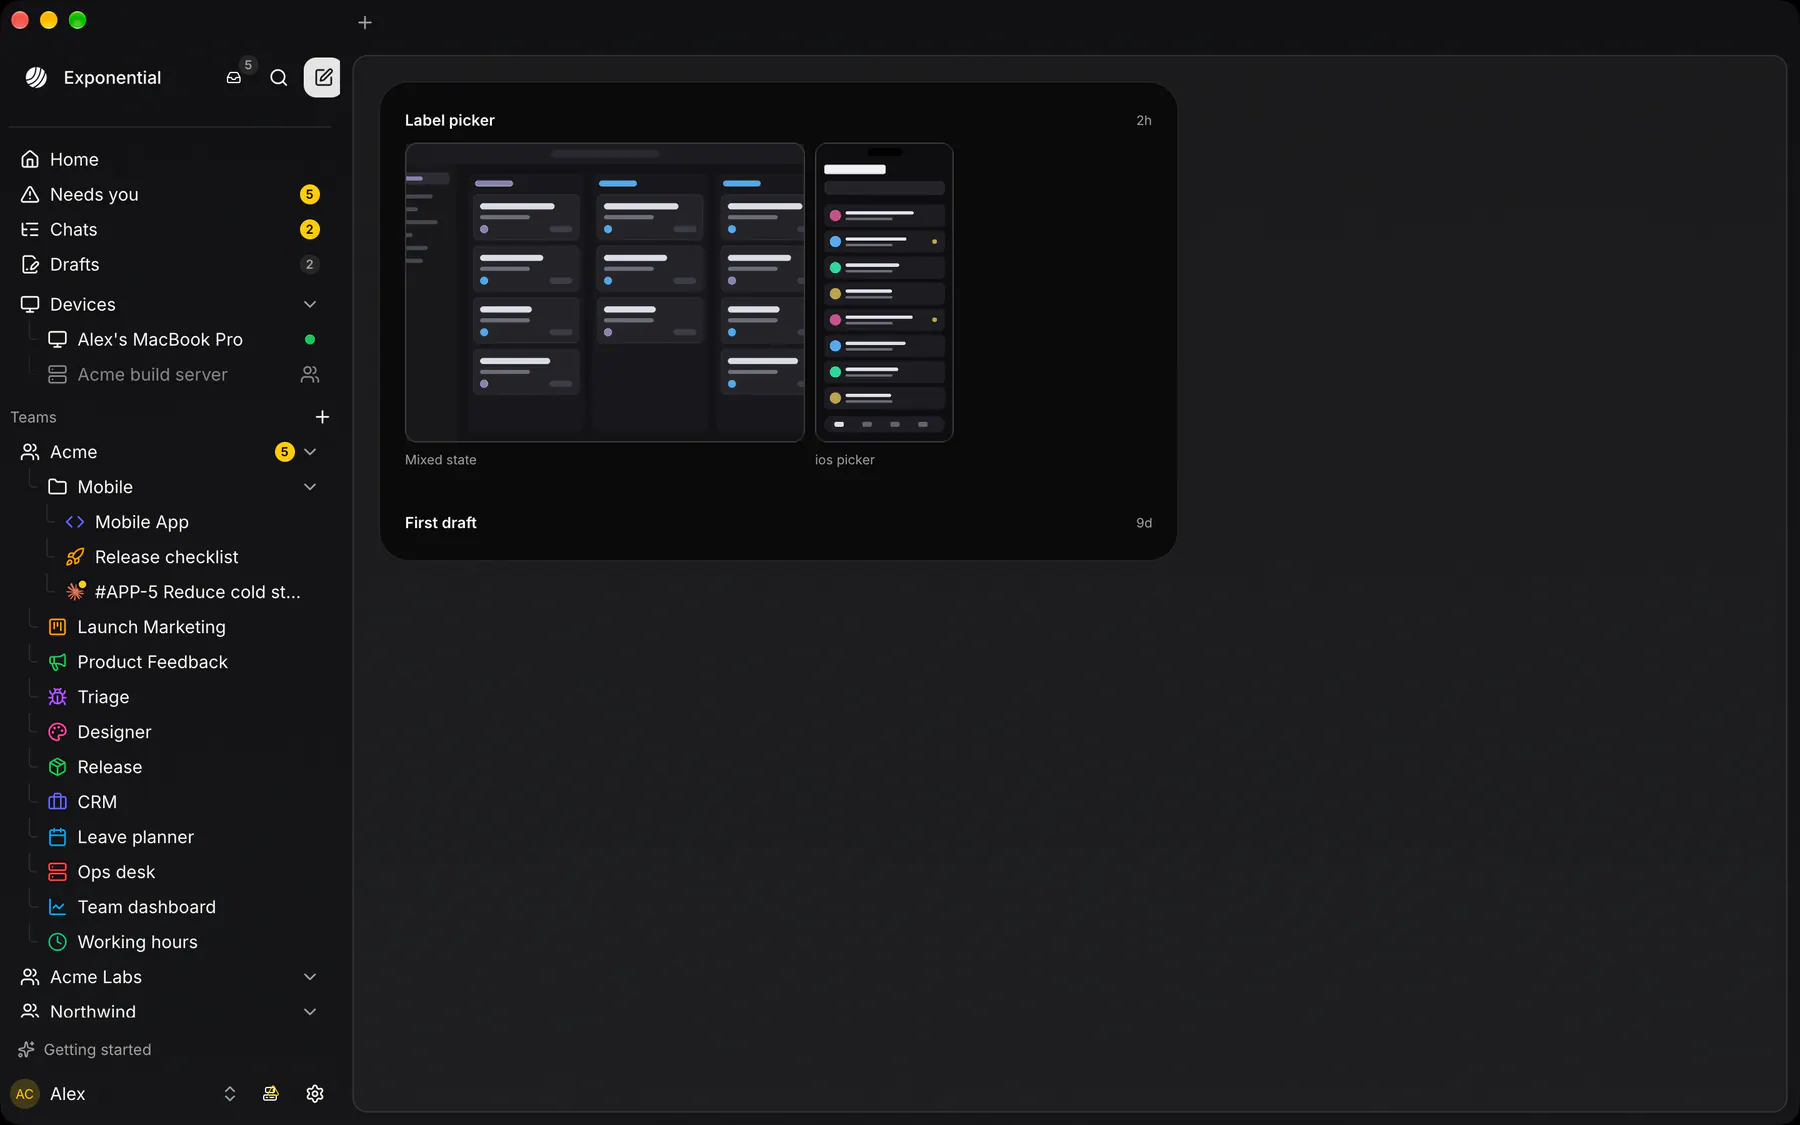 Exponential
5
Home
Needs you
5
Chats
2
Drafts
2
Devices
Alex's MacBook Pro
Acme build server
Teams
Acme
5
Mobile
Mobile App
Release checklist
#APP-5 Reduce cold st...
Launch Marketing
Product Feedback
Triage
Designer
Release
CRM
Leave planner
Ops desk
Team dashboard
Working hours
Acme Labs
Northwind
Getting started
AC
Alex
Label picker
2h
Mixed state
ios picker
First draft
9d